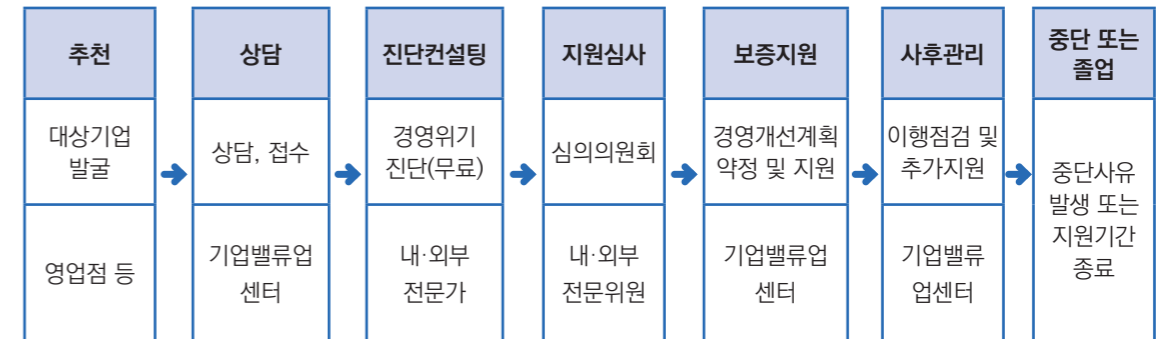 추천
대상기업
발굴
영업점 등
상담
상담, 접수
기업밸류업
센터
진단컨설팅
경영위기
진단(무료)
내·외부
전문가
지원심사
심의의원회
내·외부
전문위원
보증지원
경영개선계획
약정 및 지원
기업밸류업
센터
사후관리
이행점검 및
추가지원
기업밸류
업센터
중단 또는
졸업
중단사유
발생 또는
지원기간
종료